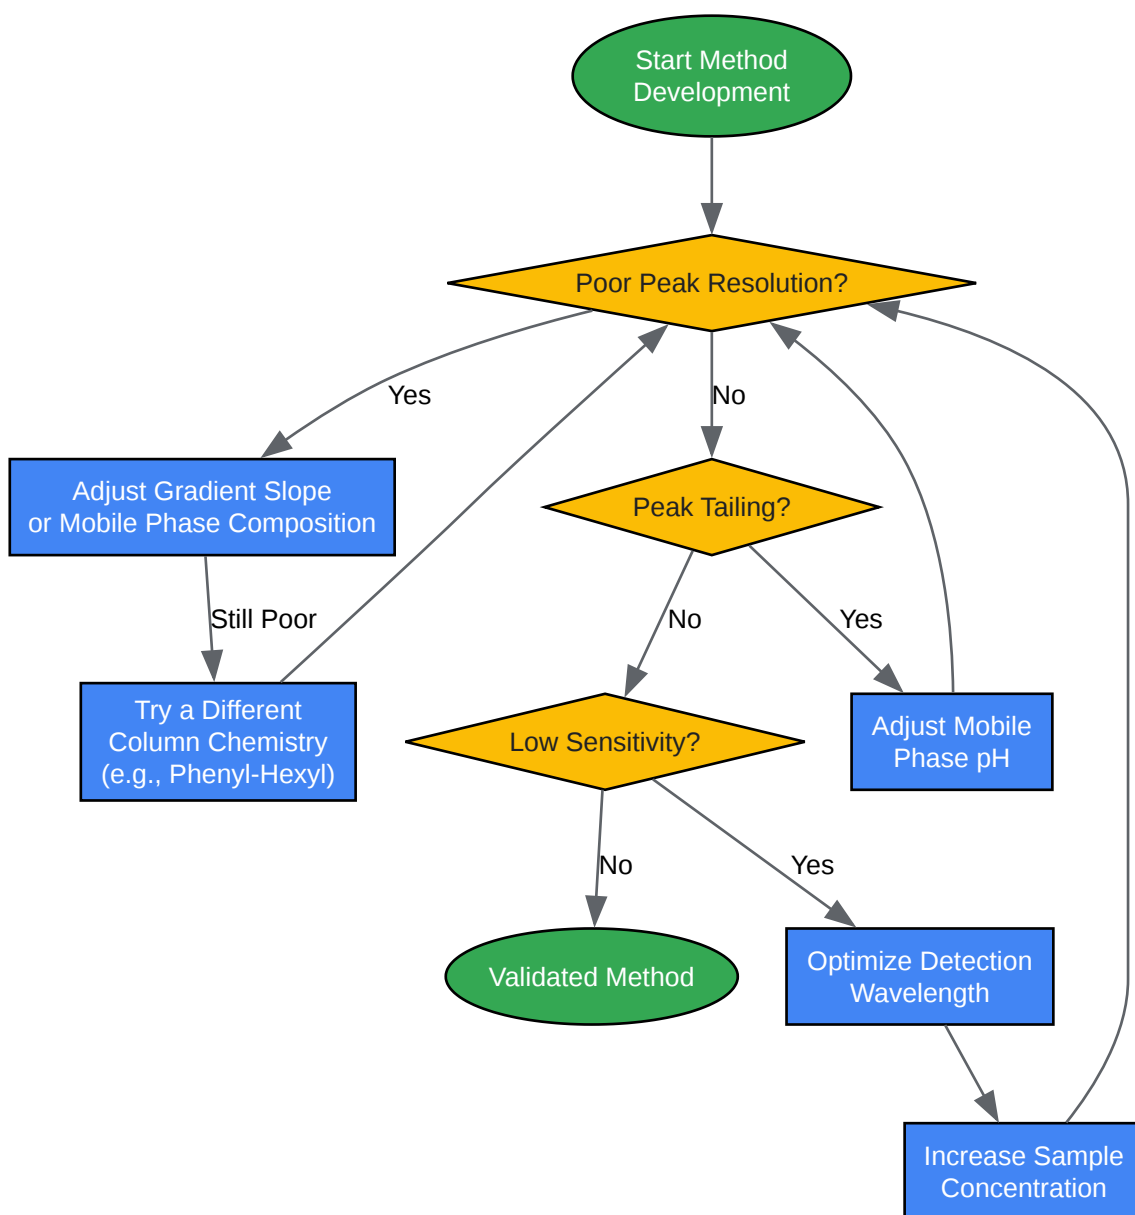 Start Method
Development
Poor Peak Resolution?
Yes
No
Adjust Gradient Slope
or Mobile Phase Composition
Peak Tailing?
Still Poor
No
Yes
Try a Different
Column Chemistry
(e.g., Phenyl-Hexyl)
Low Sensitivity?
Adjust Mobile
Phase pH
No
Yes
Validated Method
Optimize Detection
Wavelength
Increase Sample
Concentration